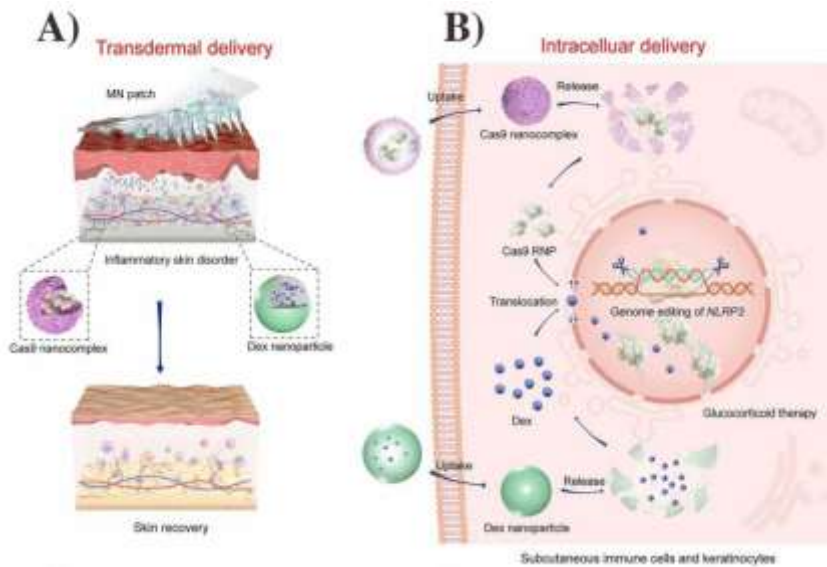 A)
Transdermal delivery
MN patch
Inflammatory skin disorder
Cas9 nanocomplex
Dex nanoparticle
Skin recovery
B)
Intracelluar delivery
Uptake
Release
Cas9 nanocomplex
Cas9 RNP
Translocation
Genome editing of NLRP3
Dex
Glucocorticoid therapy
Uptake
Release
Dex nanoparticle
Subcutaneous immune cells and keratinocytes